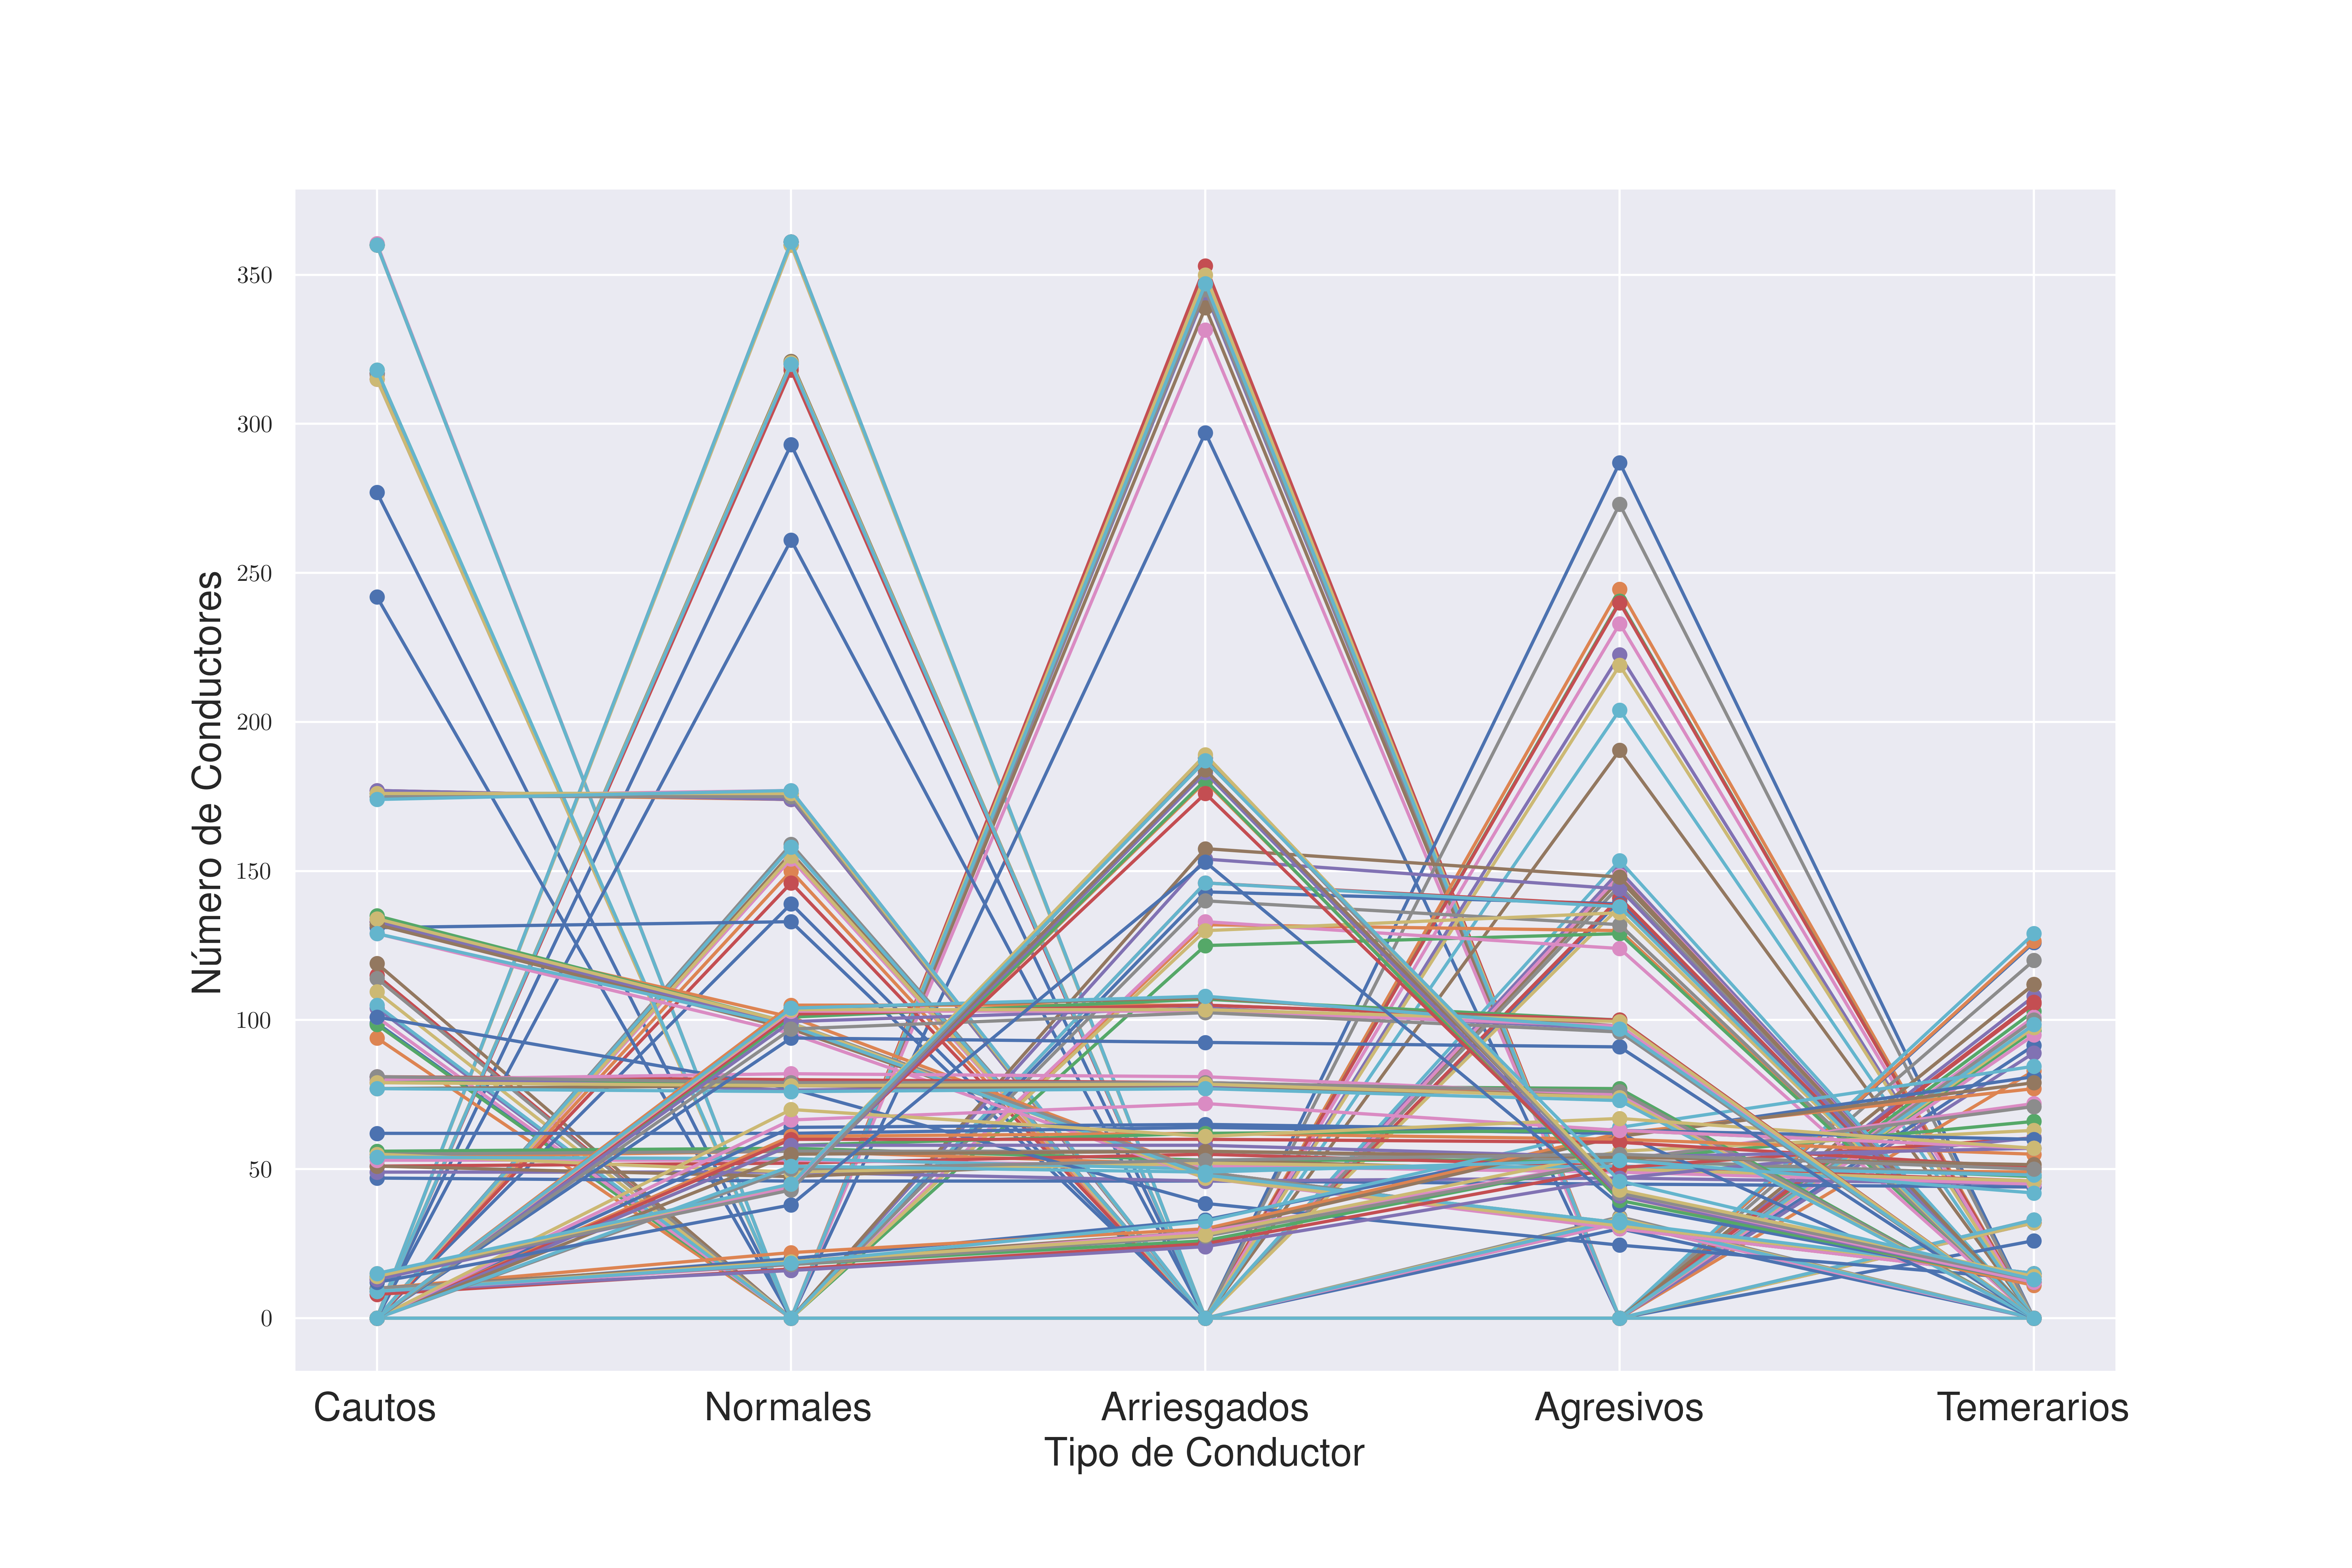 Número de Conductores
350
300
250
200
150
100
50
0
Cautos Normales Arriesgados Agresivos Temerarios
Tipo de Conductor